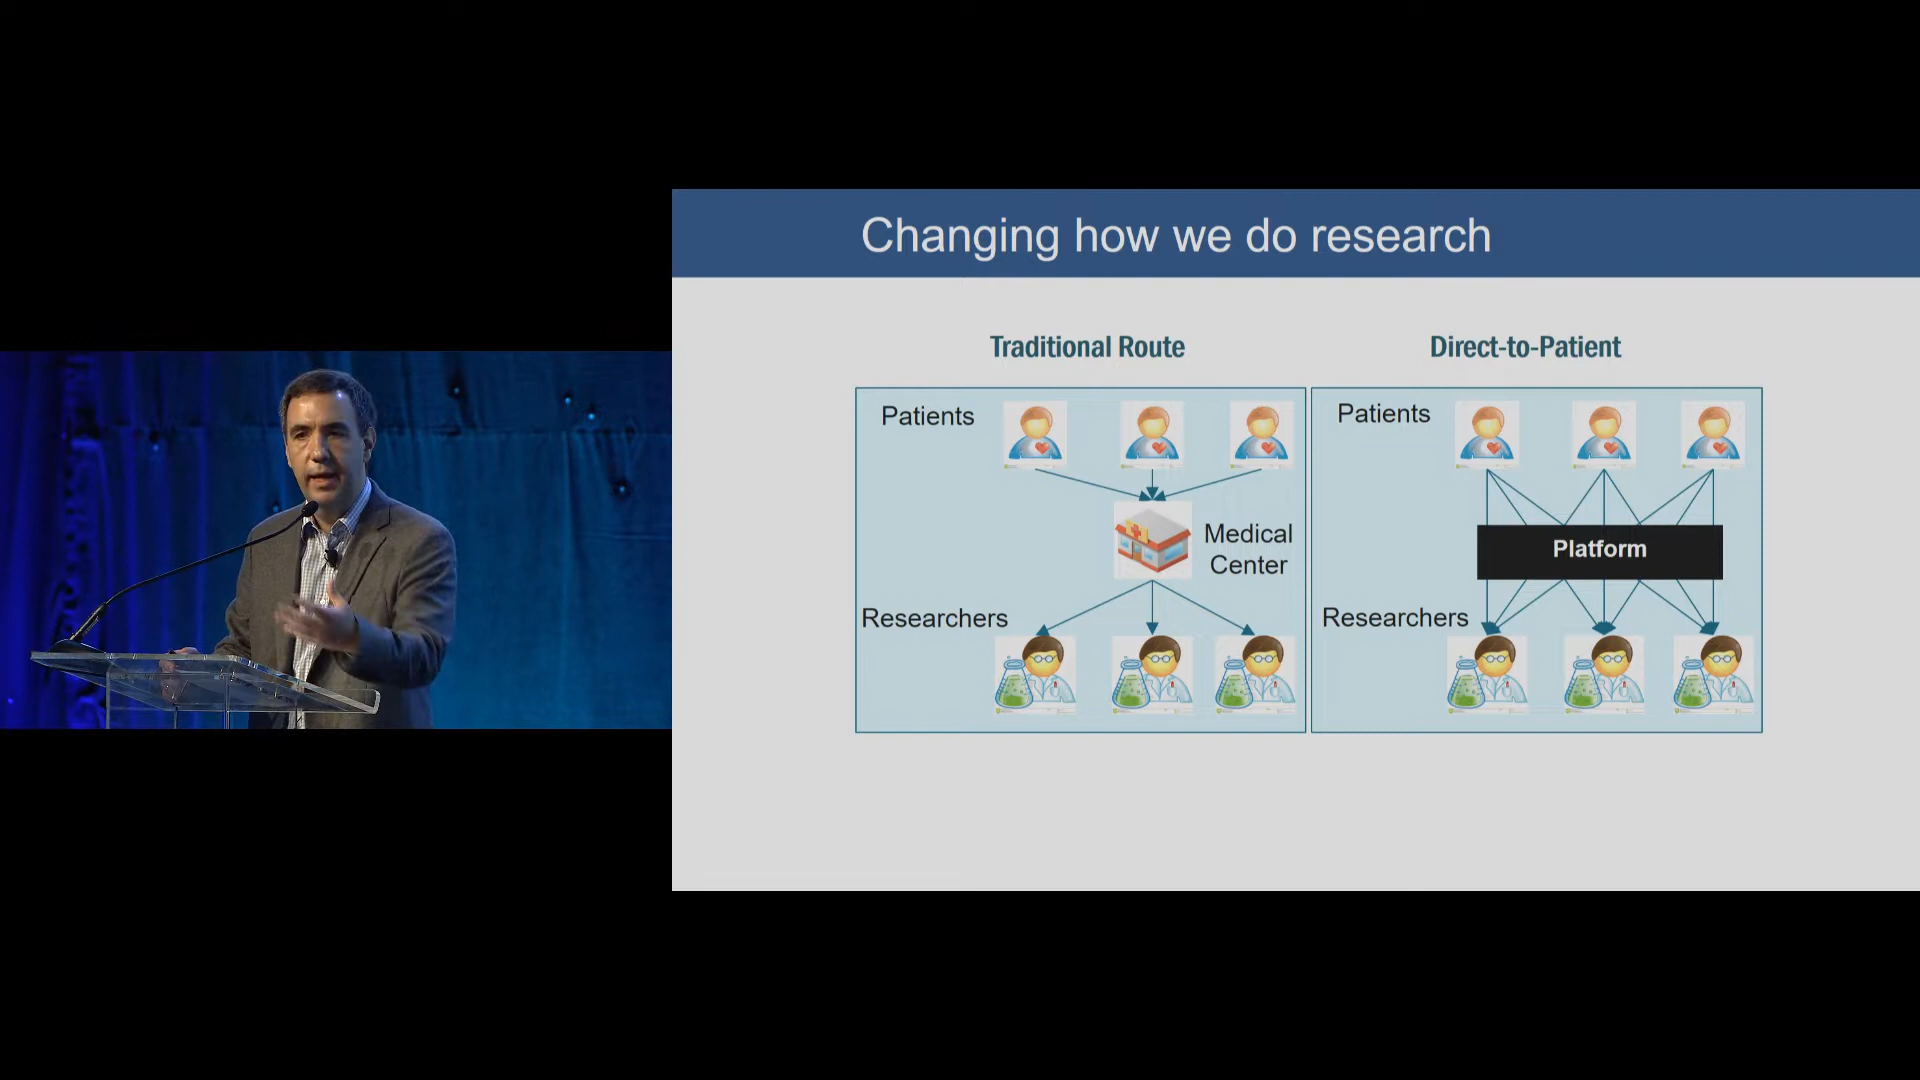 Changing how we do research
Traditional Route
Patients
Medical
Center
Researchers
Direct-to-Patient
Patients
Platform
Researchers